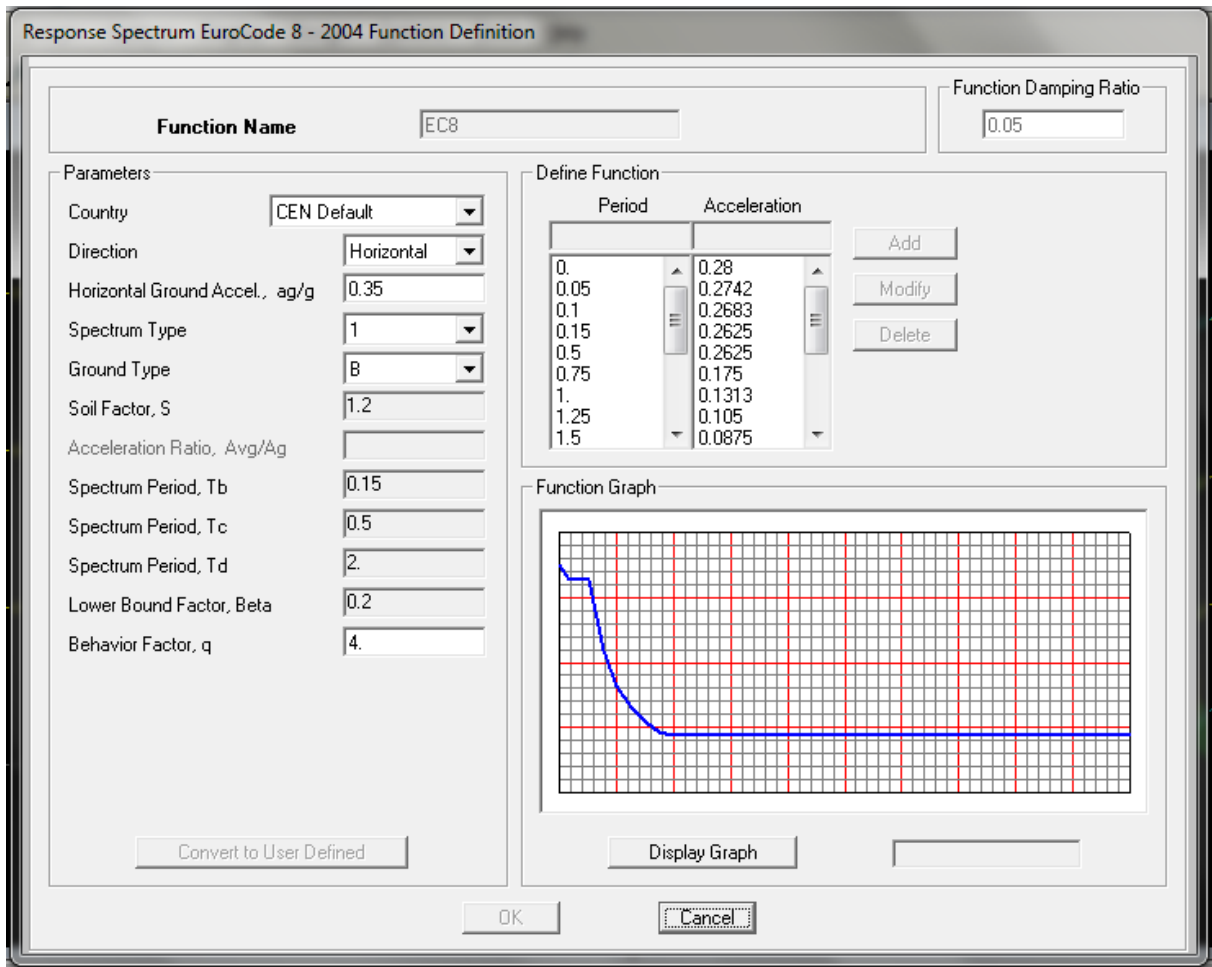 Response Spectrum EuroCode 8 - 2004 Function Definition
Function Name
EC8
Function Damping Ratio
0.05
Parameters
Country
CEN Default
Direction
Horizontal
Horizontal Ground Accel., ag/g
0.35
Spectrum Type
1
Ground Type
B
Soil Factor, S
1.2
Acceleration Ratio, Avg/Ag
Spectrum Period, Tb
0.15
Spectrum Period, Tc
0.5
Spectrum Period, Td
2.
Lower Bound Factor, Beta
0.2
Behavior Factor, q
4.
Convert to User Defined
Define Function
Period Acceleration
0. 0.28
0.05 0.2742
0.1 0.2683
0.15 0.2625
0.5 0.2625
0.75 0.175
1. 0.1313
1.25 0.105
1.5 0.0875
Add
Modify
Delete
Function Graph
Display Graph
OK
Cancel